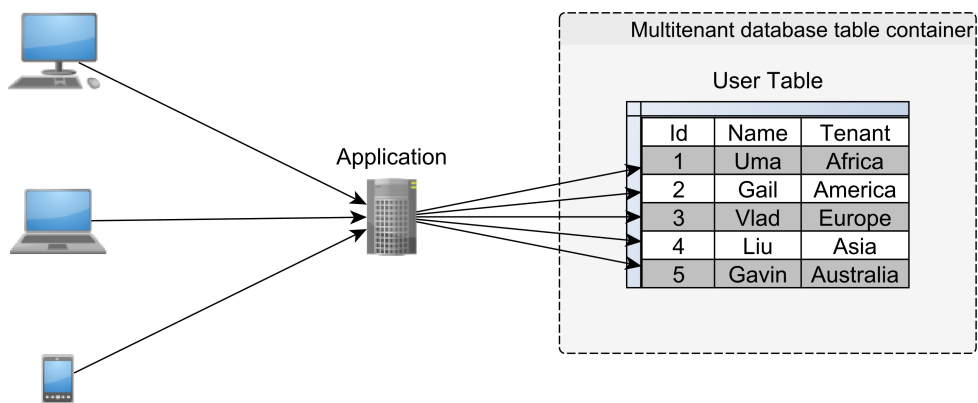 Multitenant database table container
User Table
Application
Id Name Tenant
1 Uma Africa
2 Gail America
3 Vlad Europe
4 Liu Asia
5 Gavin Australia